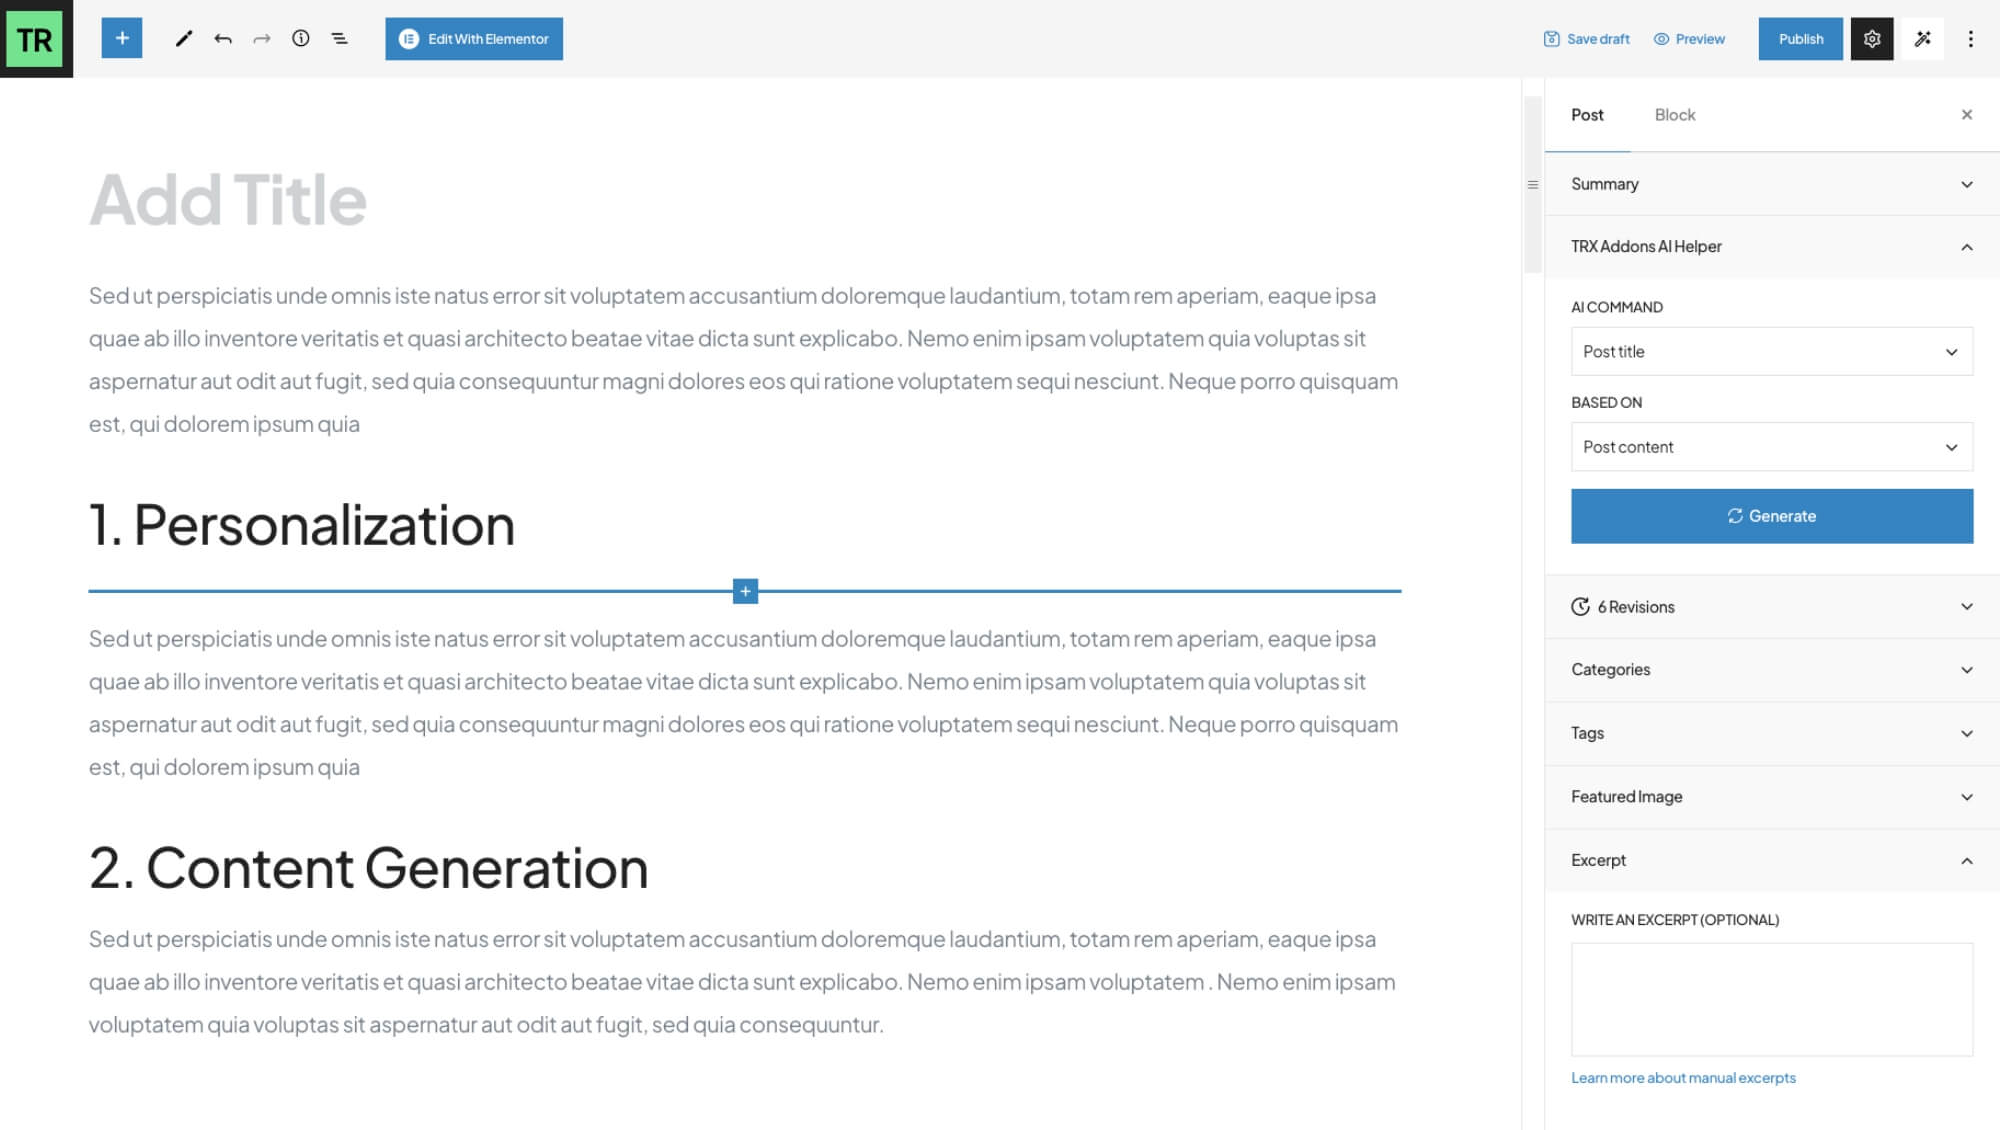 TR
Edit With Elementor
Save draft
Preview
Publish
Add Title
Sed ut perspiciatis unde omnis iste natus error sit voluptatem accusantium doloremque laudantium, totam rem aperiam, eaque ipsa
quae ab illo inventore veritatis et quasi architecto beatae vitae dicta sunt explicabo. Nemo enim ipsam voluptatem quia voluptas sit
aspernatur aut odit aut fugit, sed quia consequuntur magni dolores eos qui ratione voluptatem sequi nesciunt. Neque porro quisquam
est, qui dolorem ipsum quia
1. Personalization
Sed ut perspiciatis unde omnis iste natus error sit voluptatem accusantium doloremque laudantium, totam rem aperiam, eaque ipsa
quae ab illo inventore veritatis et quasi architecto beatae vitae dicta sunt explicabo. Nemo enim ipsam voluptatem quia voluptas sit
aspernatur aut odit aut fugit, sed quia consequuntur magni dolores eos qui ratione voluptatem sequi nesciunt. Neque porro quisquam
est, qui dolorem ipsum quia
2. Content Generation
Sed ut perspiciatis unde omnis iste natus error sit voluptatem accusantium doloremque laudantium, totam rem aperiam, eaque ipsa
quae ab illo inventore veritatis et quasi architecto beatae vitae dicta sunt explicabo. Nemo enim ipsam voluptatem . Nemo enim ipsam
voluptatem quia voluptas sit aspernatur aut odit aut fugit, sed quia consequuntur.
Post
Block
Summary
TRX Addons AI Helper
AI COMMAND
Post title
BASED ON
Post content
Generate
6 Revisions
Categories
Tags
Featured Image
Excerpt
WRITE AN EXCERPT (OPTIONAL)
Learn more about manual excerpts